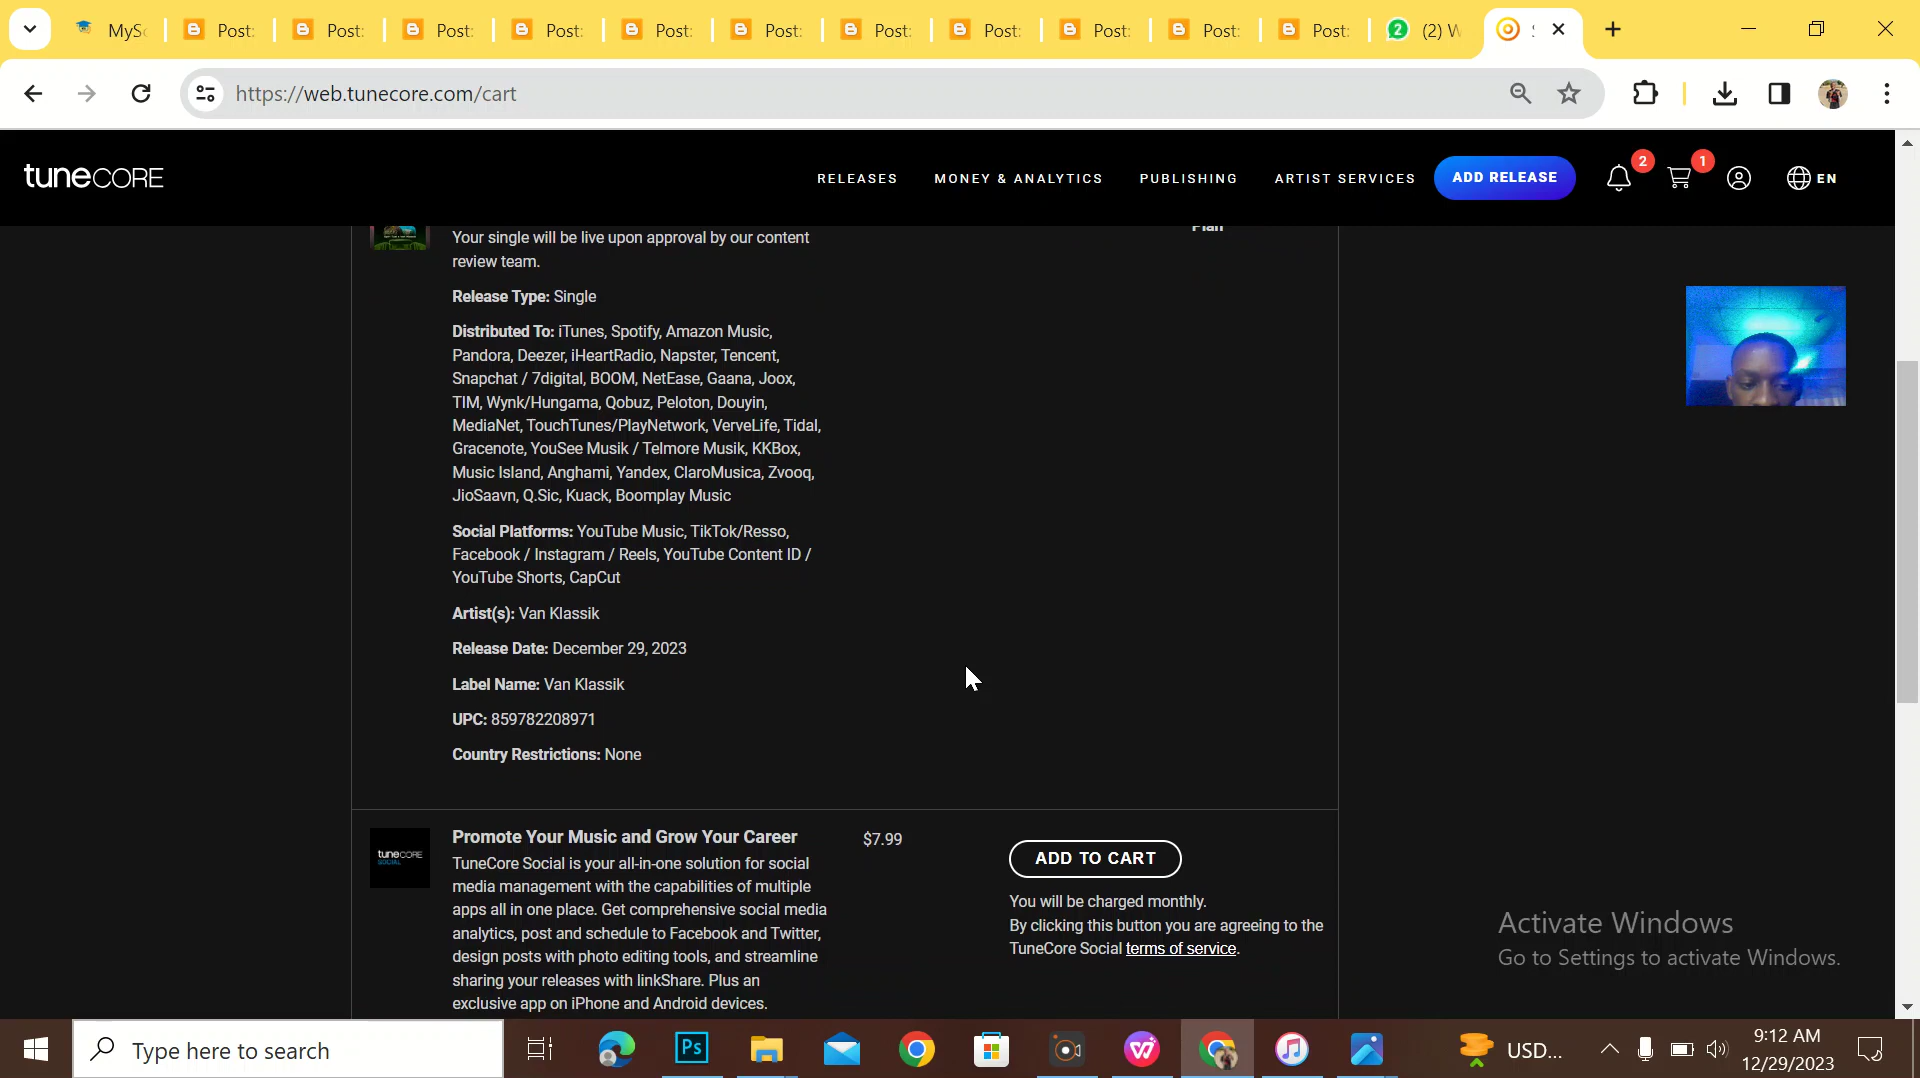 MyS
Post:
Post:
Post:
Post:
Post:
Post:
Post:
Post:
Post:
Post:
Post:
2
(2) W
https://web.tunecore.com/cart
tunecore
RELEASES
MONEY & ANALYTICS
PUBLISHING
ARTIST SERVICES
ADD RELEASE
2
1
EN
Plan
Your single will be live upon approval by our content
review team.
Release Type: Single
Distributed To: iTunes, Spotify, Amazon Music,
Pandora, Deezer, iHeartRadio, Napster, Tencent,
Snapchat / 7digital, BOOM, NetEase, Gaana, Joox,
TIM, Wynk/Hungama, Qobuz, Peloton, Douyin,
MediaNet, TouchTunes/PlayNetwork, VerveLife, Tidal,
Gracenote, YouSee Musik / Telmore Musik, KKBox,
Music Island, Anghami, Yandex, ClaroMusica, Zvooq,
JioSaavn, Q.Sic, Kuack, Boomplay Music
Social Platforms: YouTube Music, TikTok/Resso,
Facebook / Instagram / Reels, YouTube Content ID /
YouTube Shorts, CapCut
Artist(s): Van Klassik
Release Date: December 29, 2023
Label Name: Van Klassik
UPC: 859782208971
Country Restrictions: None
tunecore
SOCIAL
Promote Your Music and Grow Your Career
TuneCore Social is your all-in-one solution for social
media management with the capabilities of multiple
apps all in one place. Get comprehensive social media
analytics, post and schedule to Facebook and Twitter,
design posts with photo editing tools, and streamline
sharing your releases with linkShare. Plus an
exclusive app on iPhone and Android devices.
$7.99
ADD TO CART
You will be charged monthly.
By clicking this button you are agreeing to the
TuneCore Social terms of service.
Activate Windows
Go to Settings to activate Windows.
Type here to search
Ps
USD...
9:12 AM
12/29/2023